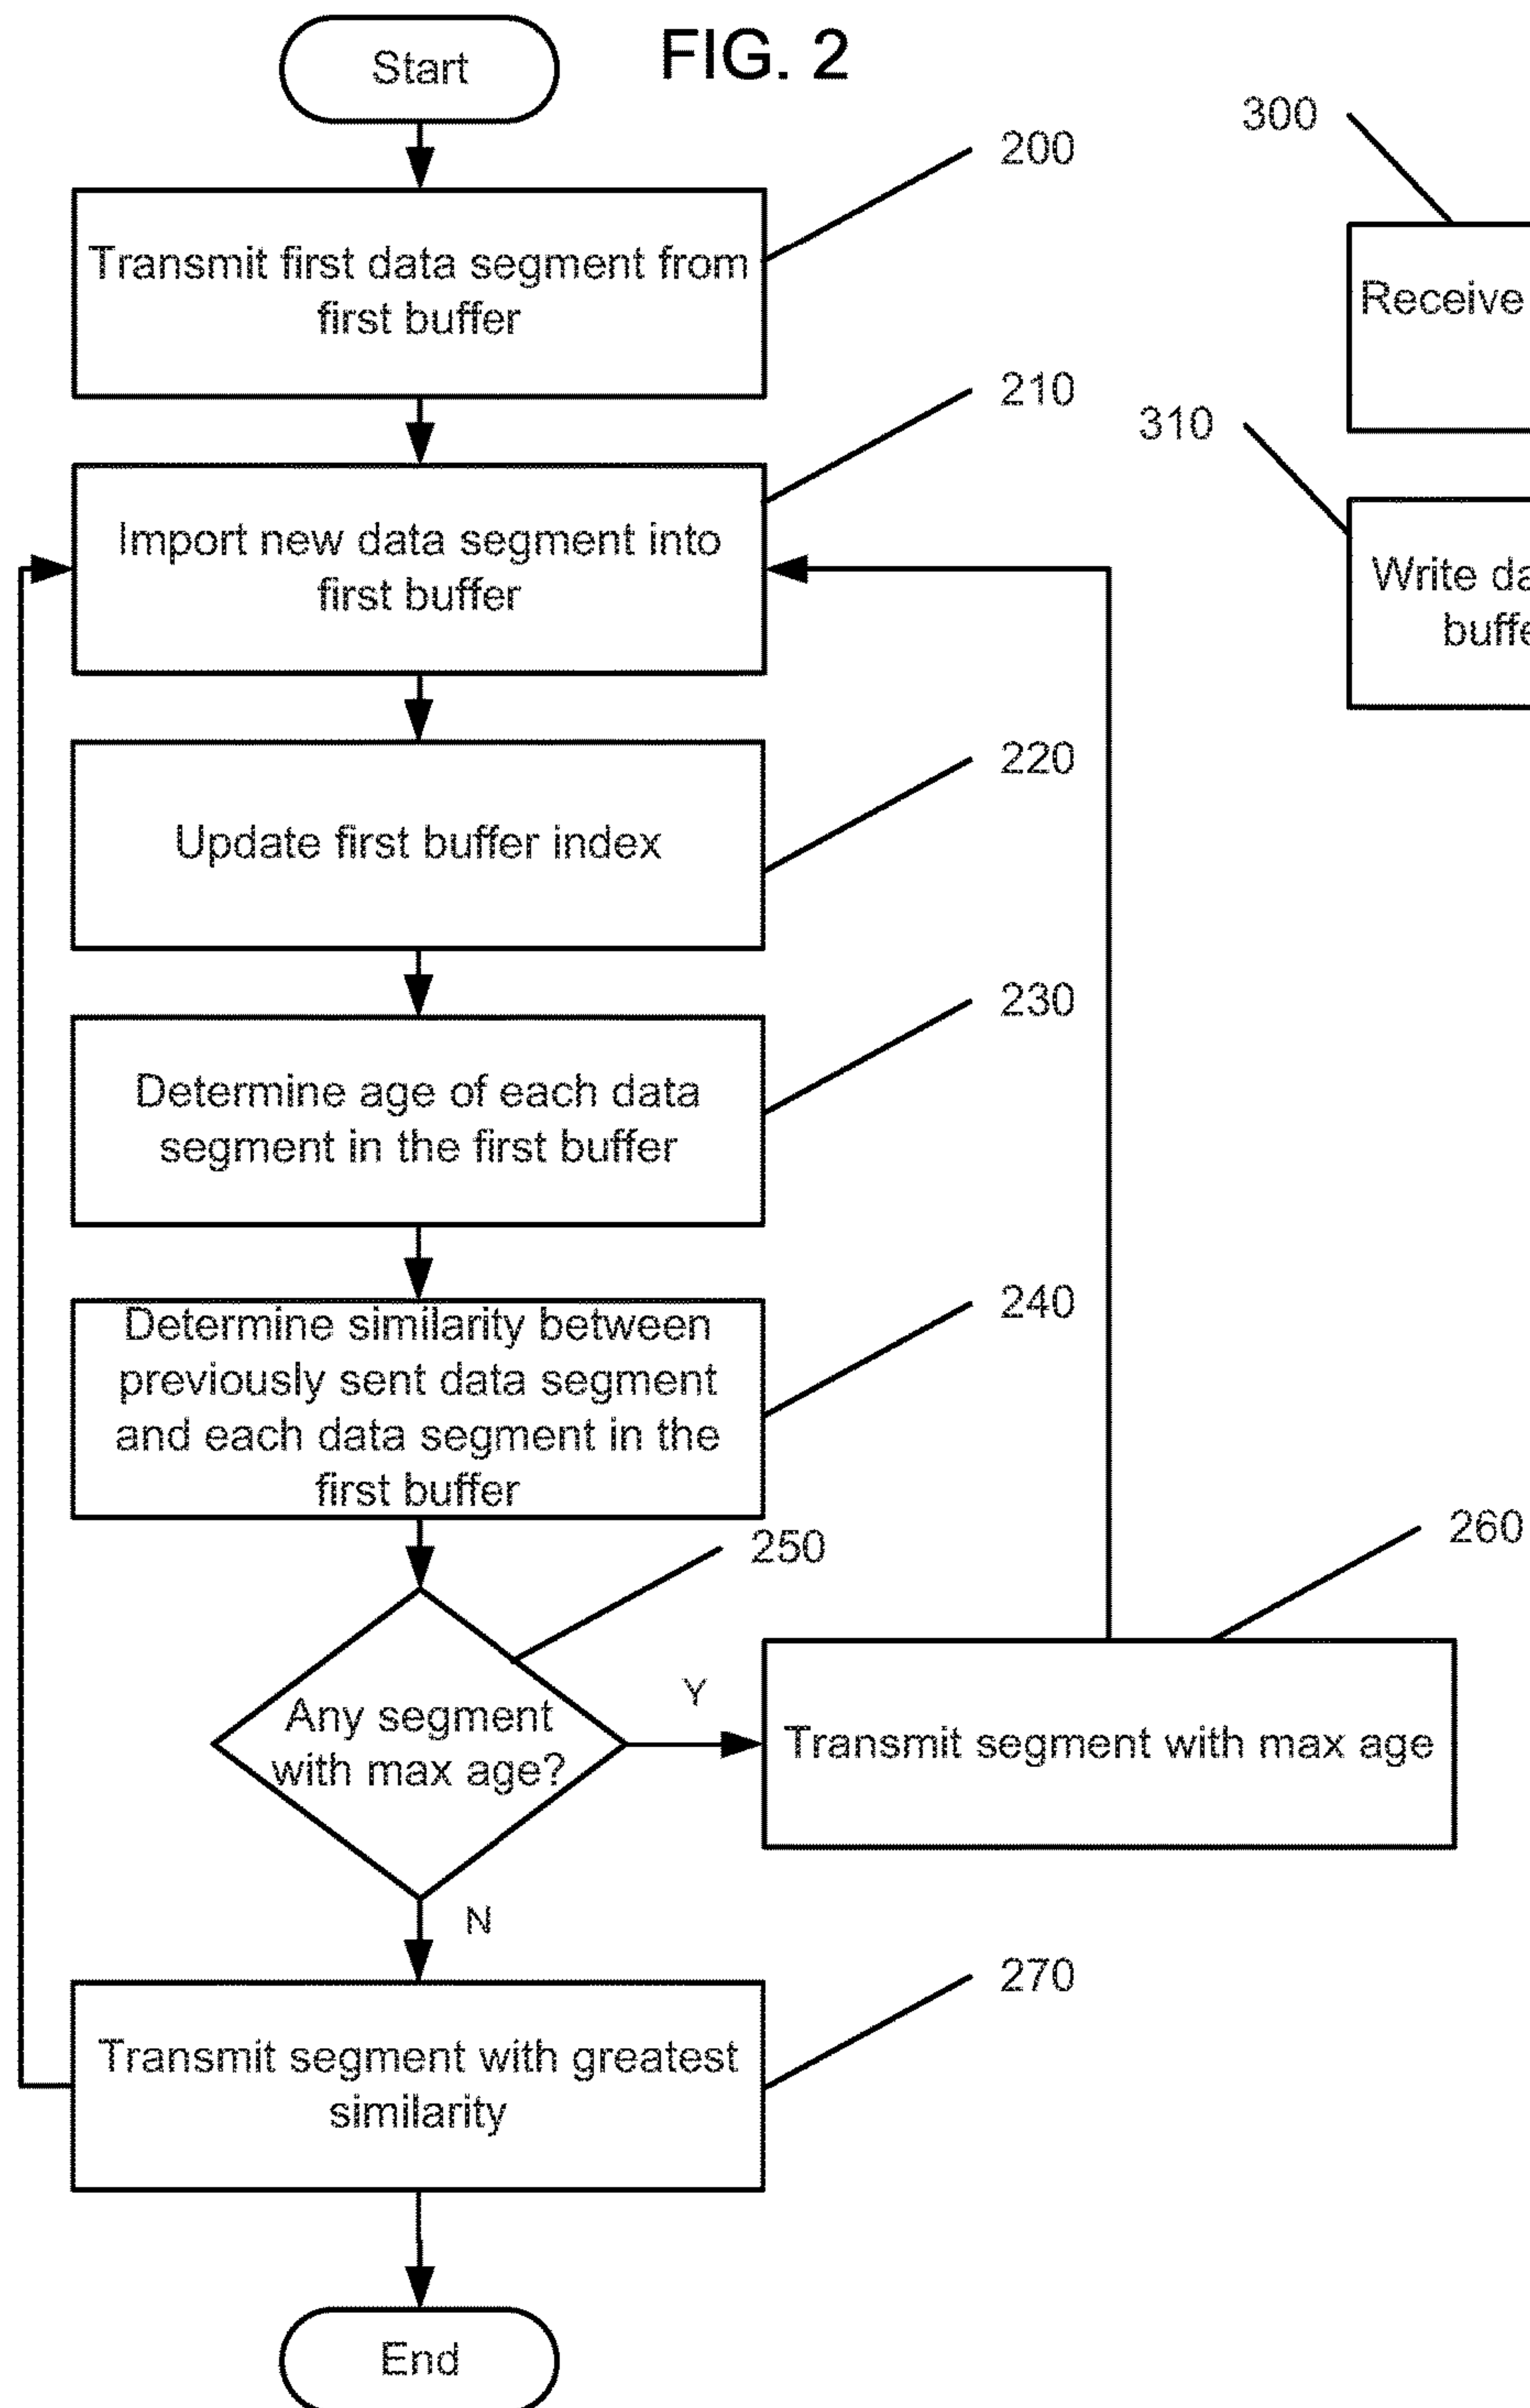 FIG. 2
Start
200
Transmit first data segment from
first buffer
210
Import new data segment into
first buffer
220
Update first buffer index
230
Determine age of each data
segment in the first buffer
240
Determine similarity between
previously sent data segment
and each data segment in the
first buffer
250
Any segment
with max age?
Y
260
Transmit segment with max age
N
270
Transmit segment with greatest
similarity
End
300
Receive
310
Write